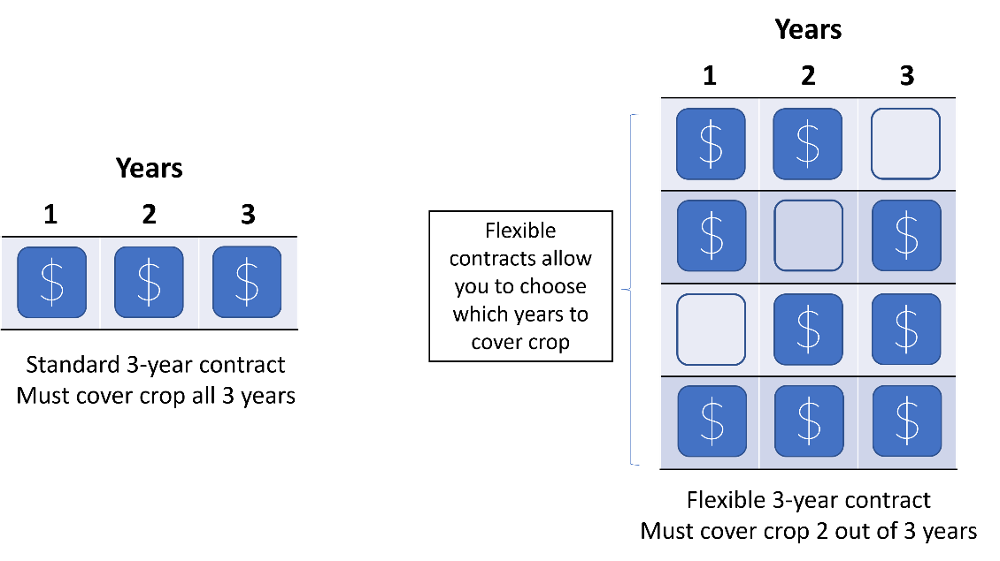 Years
1 2 3
$ $ $
Standard 3-year contract
Must cover crop all 3 years
Flexible
contracts allow
you to choose
which years to
cover crop
Years
1 2 3
$ $
$ $
$ $
$ $ $
Flexible 3-year contract
Must cover crop 2 out of 3 years